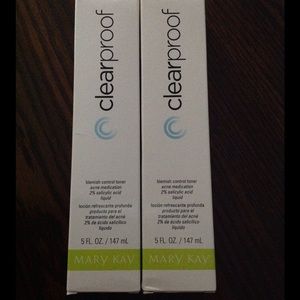 clearproof
blemish control toner
acne medication
2% salicylic acid
liquid
loción refrescante profunda
producto para el
tratamiento del acné
2% de ácido salicílico
líquido
5 FL. OZ. / 147 mL
MARY KAY
clearproof
blemish control toner
acne medication
2% salicylic acid
liquid
loción refrescante profunda
producto para el
tratamiento del acné
2% de ácido salicílico
líquido
5 FL. OZ. / 147 mL
MARY KAY